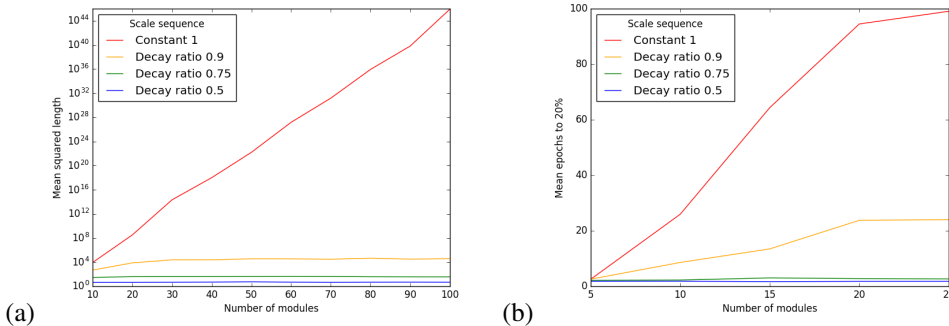 Scale sequence
Constant 1
Decay ratio 0.9
Decay ratio 0.75
Decay ratio 0.5
Mean squared length
10^44
10^40
10^36
10^32
10^28
10^24
10^20
10^16
10^12
10^8
10^4
10^0
10 20 30 40 50 60 70 80 90 100
Number of modules
(a)
Scale sequence
Constant 1
Decay ratio 0.9
Decay ratio 0.75
Decay ratio 0.5
Mean epochs to 20%
100
80
60
40
20
0
5 10 15 20
Number of modules
(b)